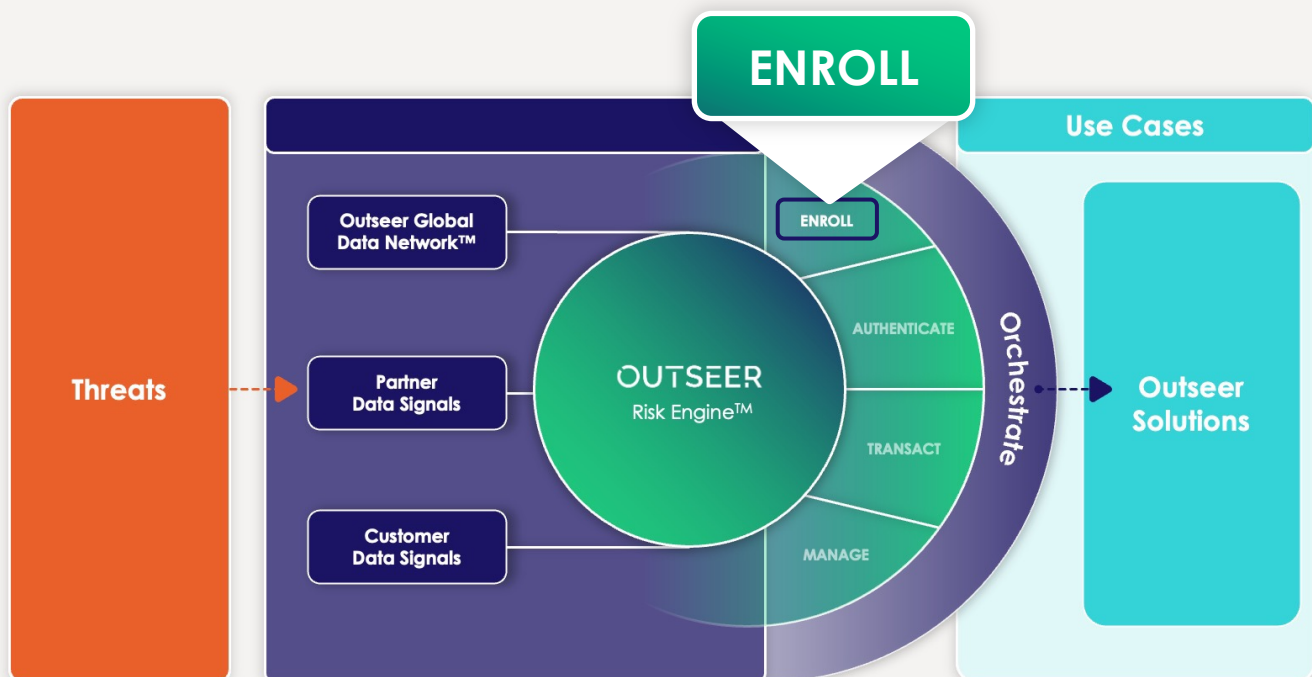 ENROLL
Use Cases
Threats
Outseer Global
Data Network™
Partner
Data Signals
Customer
Data Signals
OUTSEER
Risk Engine™
ENROLL
AUTHENTICATE
TRANSACT
MANAGE
Orchestrate
Outseer
Solutions